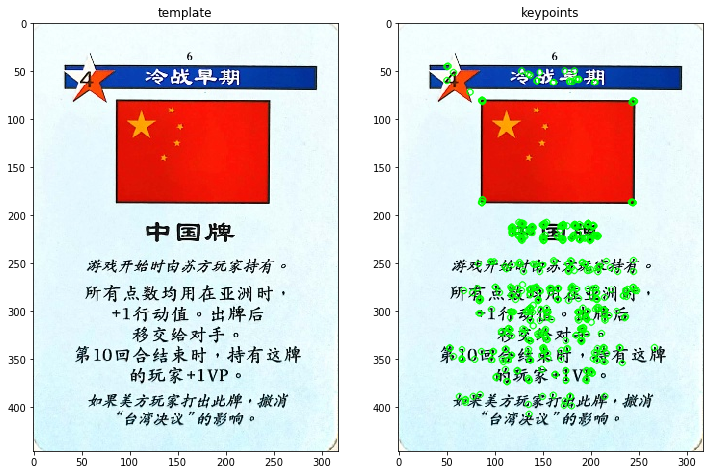 template
keypoints
0
50
100
150
200
250
300
350
400
0
50
100
150
200
250
300
6
4
冷战早期
中国牌
游戏开始时由苏方玩家持有。
所有点数均用在亚洲时，
+1行动值。出牌后
移交给对手。
第10回合结束时，持有这牌
的玩家+1VP。
如果美方玩家打出此牌，撤消
“台湾决议”的影响。
0
50
100
150
200
250
300
350
400
0
50
100
150
200
250
300
6
4
冷战早期
中国牌
游戏开始时由苏方玩家持有。
所有点数均用在亚洲时，
+1行动值。出牌后
移交给对手。
第10回合结束时，持有这牌
的玩家+1VP。
如果美方玩家打出此牌，撤消
“台湾决议”的影响。